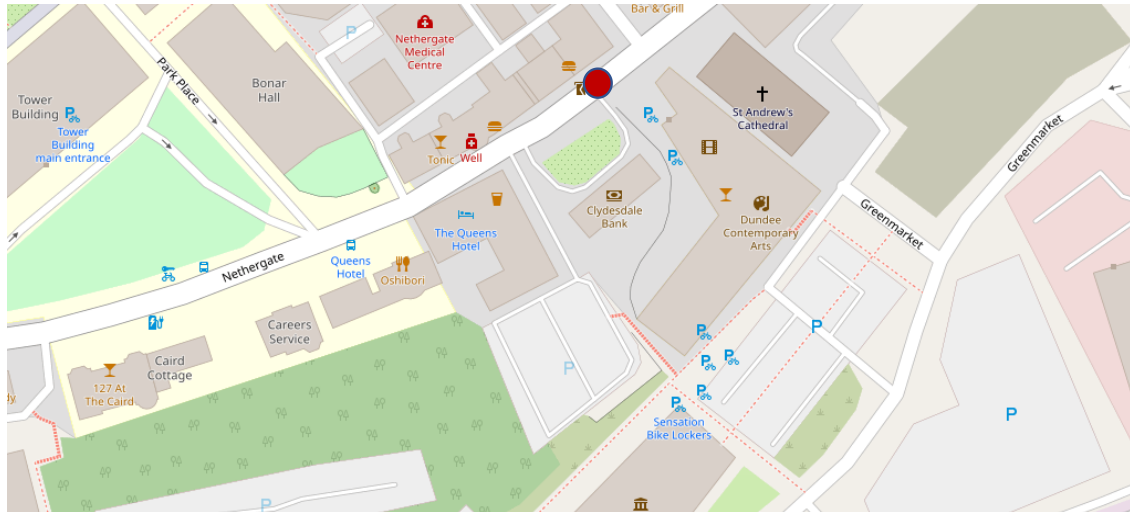 Bar & Grill
Nethergate
Medical
Centre
Park Place
Bonar
Hall
Tower
Building
Tower
Building
main entrance
St Andrew's
Cathedral
Greenmarket
Tonic
Well
Clydesdale
Bank
Dundee
Contemporary
Arts
Greenmarket
The Queens
Hotel
Queens
Hotel
Nethergate
Oshibori
Careers
Service
Caird
Cottage
127 At
The Caird
dy
Sensation
Bike Lockers
P
P
P
P
P